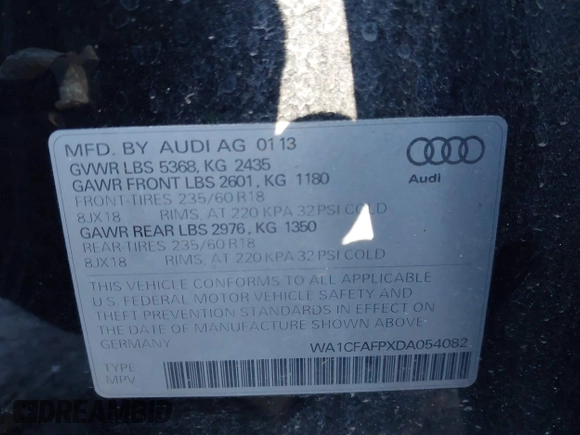 MFD. BY AUDI AG 01 13
GVWR LBS 5368, KG 2435
GAWR FRONT LBS 2601, KG 1180
FRONT-TIRES 235/60 R18
8JX18 RIMS, AT 220 KPA 32 PSI COLD
GAWR REAR LBS 2976, KG 1350
REAR-TIRES 235/60 R18
8JX18 RIMS, AT 220 KPA 32 PSI COLD
Audi
THIS VEHICLE CONFORMS TO ALL APPLICABLE
U.S. FEDERAL MOTOR VEHICLE SAFETY AND
THEFT PREVENTION STANDARDS IN EFFECT ON
THE DATE OF MANUFACTURE SHOWN ABOVE.
GERMANY
WA1CFAFPXDA054082
TYPE
MPV
DREAMBID